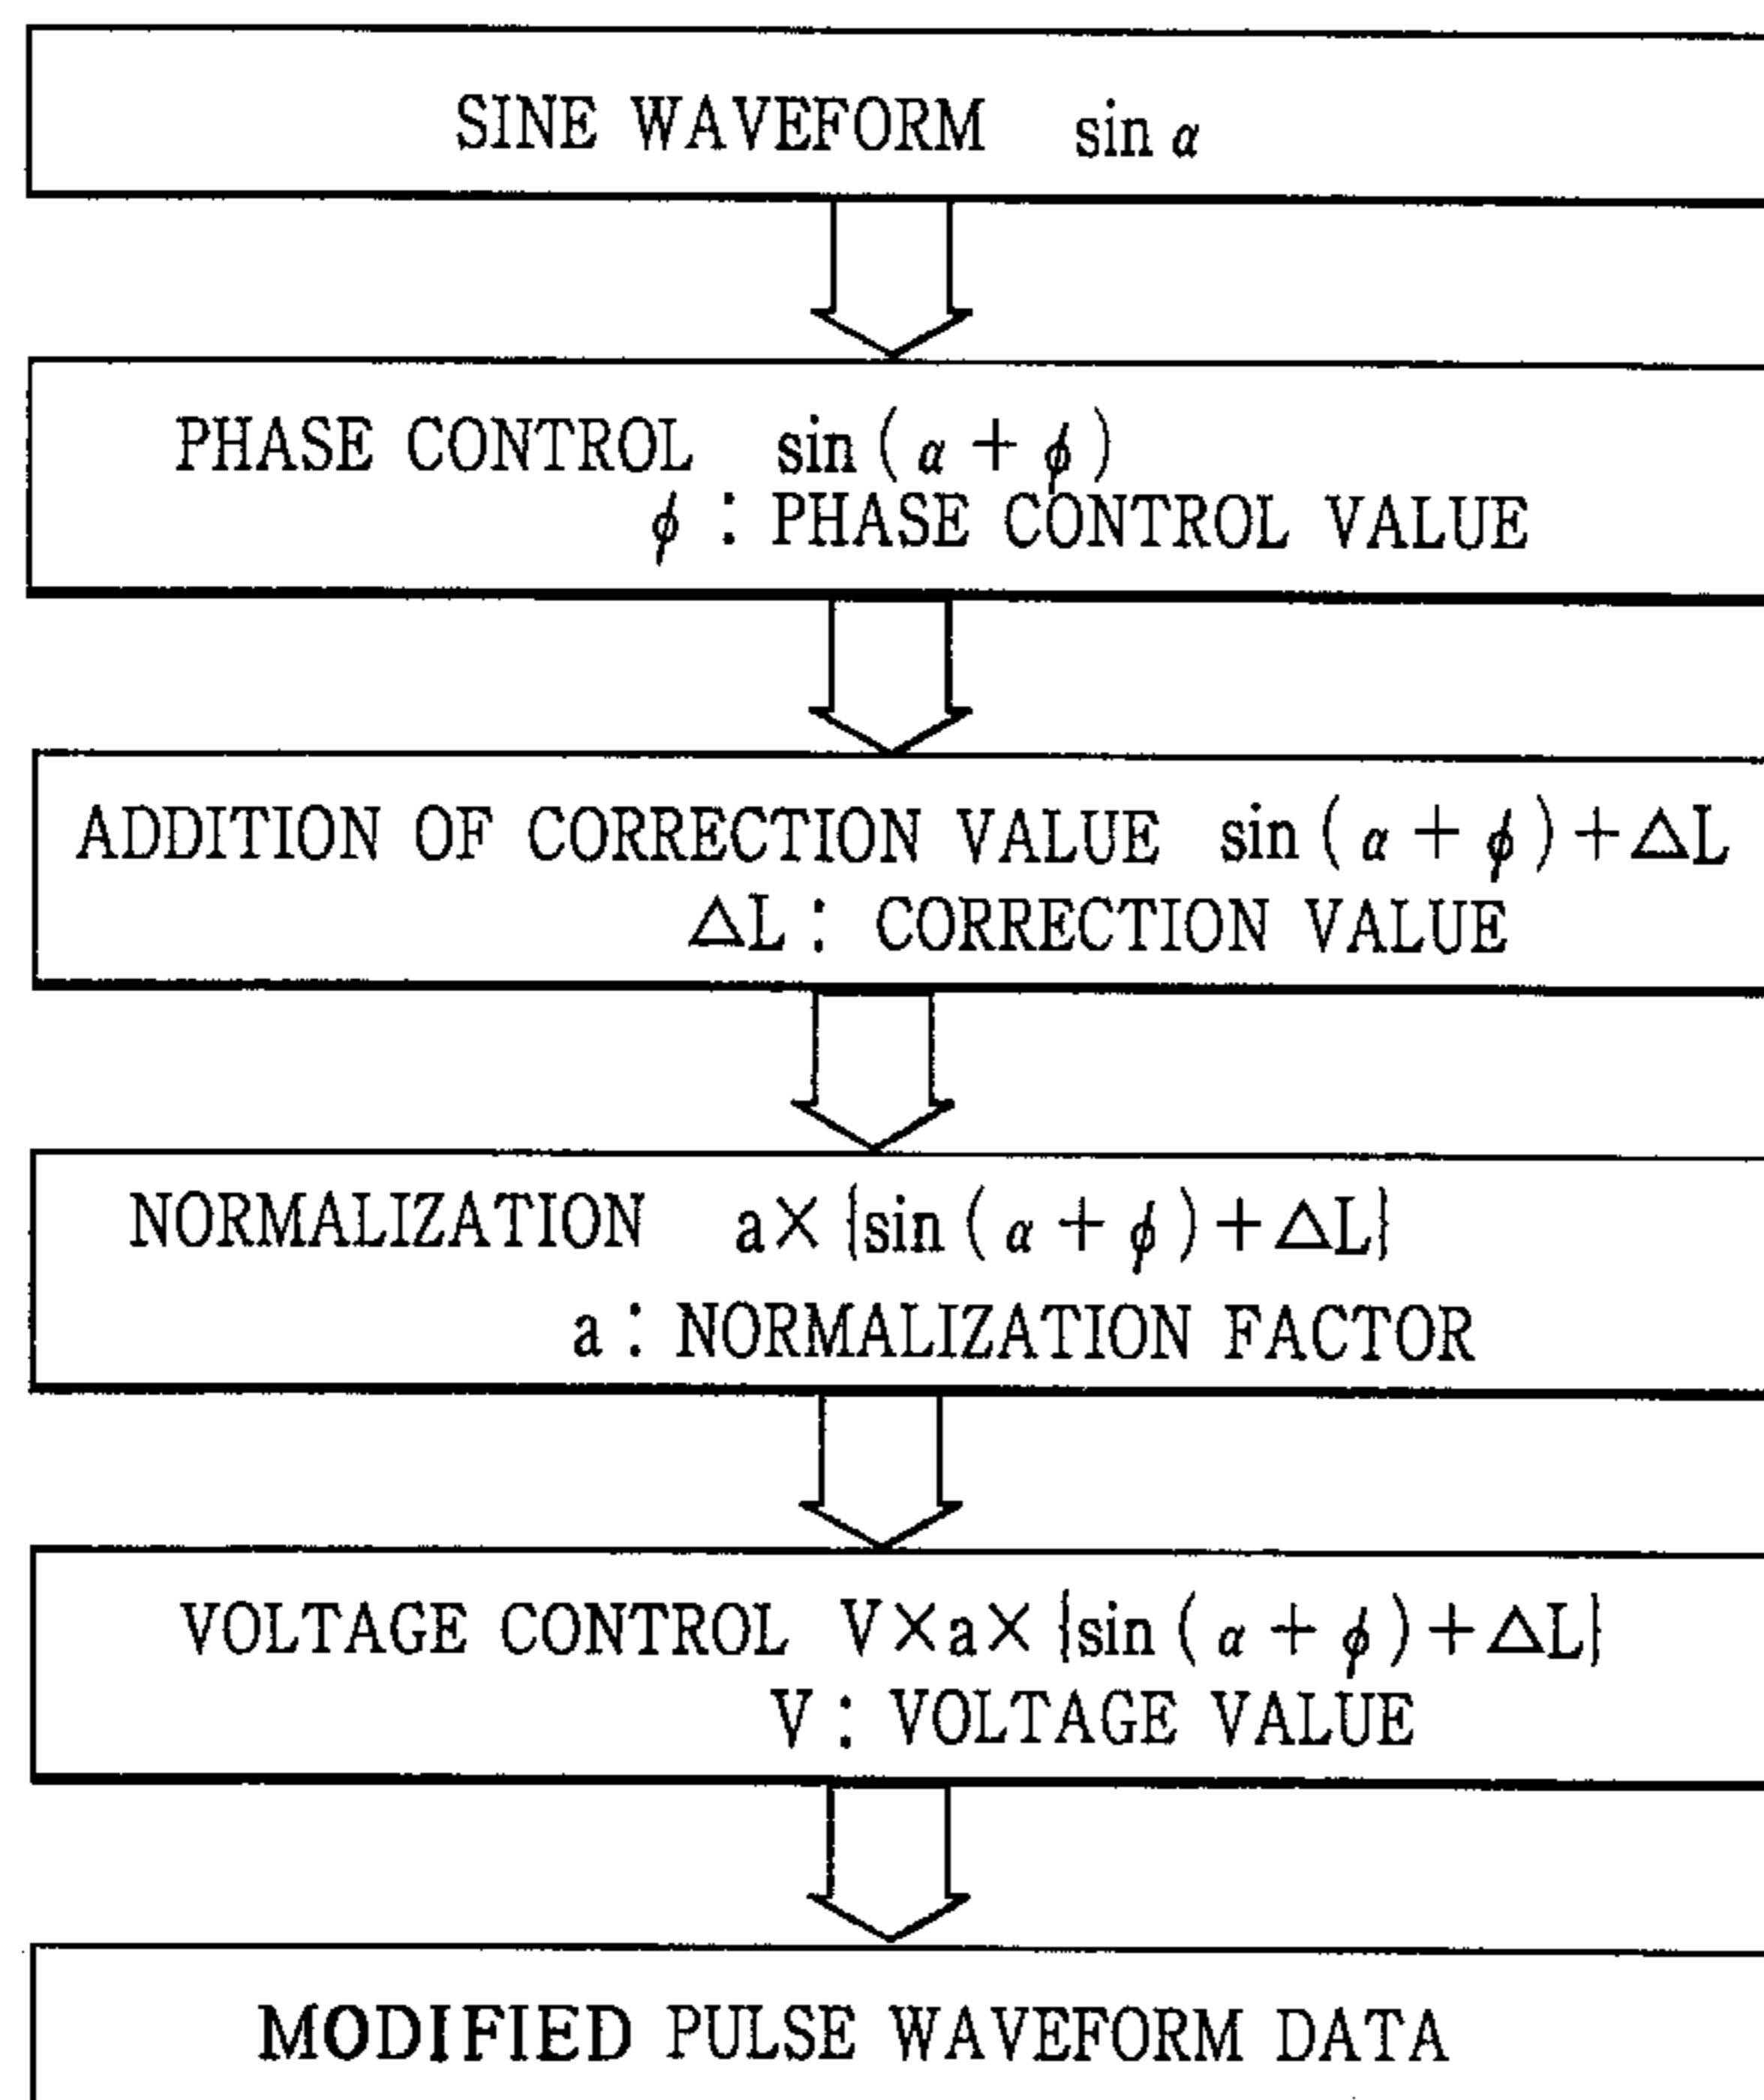 SINE WAVEFORM sin α
PHASE CONTROL sin (α + ϕ)
ϕ : PHASE CONTROL VALUE
ADDITION OF CORRECTION VALUE sin (α + ϕ) + △L
△L : CORRECTION VALUE
NORMALIZATION a× {sin (α + ϕ) + △L}
a : NORMALIZATION FACTOR
VOLTAGE CONTROL V×a× {sin (α + ϕ) + △L}
V : VOLTAGE VALUE
MODIFIED PULSE WAVEFORM DATA